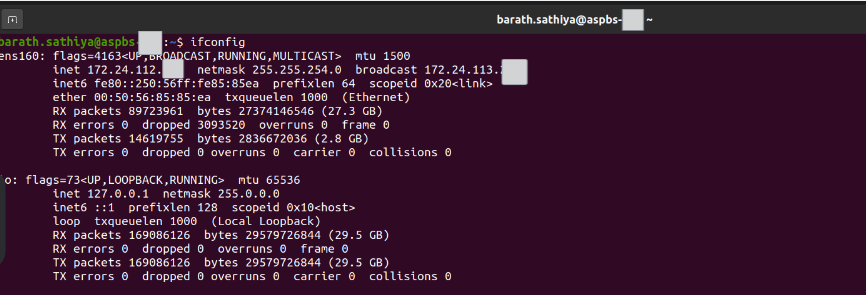 barath.sathiya@aspbs- ~
barath.sathiya@aspbs- :~$ ifconfig
ens160: flags=4163<UP,BROADCAST,RUNNING,MULTICAST> mtu 1500
inet 172.24.112. netmask 255.255.254.0 broadcast 172.24.113.
inet6 fe80::250:56ff:fe85:85ea prefixlen 64 scopeid 0x20<link>
ether 00:50:56:85:85:ea txqueuelen 1000 (Ethernet)
RX packets 89723961 bytes 27374146546 (27.3 GB)
RX errors 0 dropped 3093520 overruns 0 frame 0
TX packets 14619755 bytes 2836672036 (2.8 GB)
TX errors 0 dropped 0 overruns 0 carrier 0 collisions 0
o: flags=73<UP,LOOPBACK,RUNNING> mtu 65536
inet 127.0.0.1 netmask 255.0.0.0
inet6 ::1 prefixlen 128 scopeid 0x10<host>
loop txqueuelen 1000 (Local Loopback)
RX packets 169086126 bytes 29579726844 (29.5 GB)
RX errors 0 dropped 0 overruns 0 frame 0
TX packets 169086126 bytes 29579726844 (29.5 GB)
TX errors 0 dropped 0 overruns 0 carrier 0 collisions 0